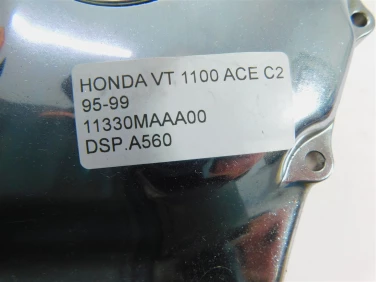 HONDA VT 1100 ACE C2
95-99
11330MAAA00
DSP.A560